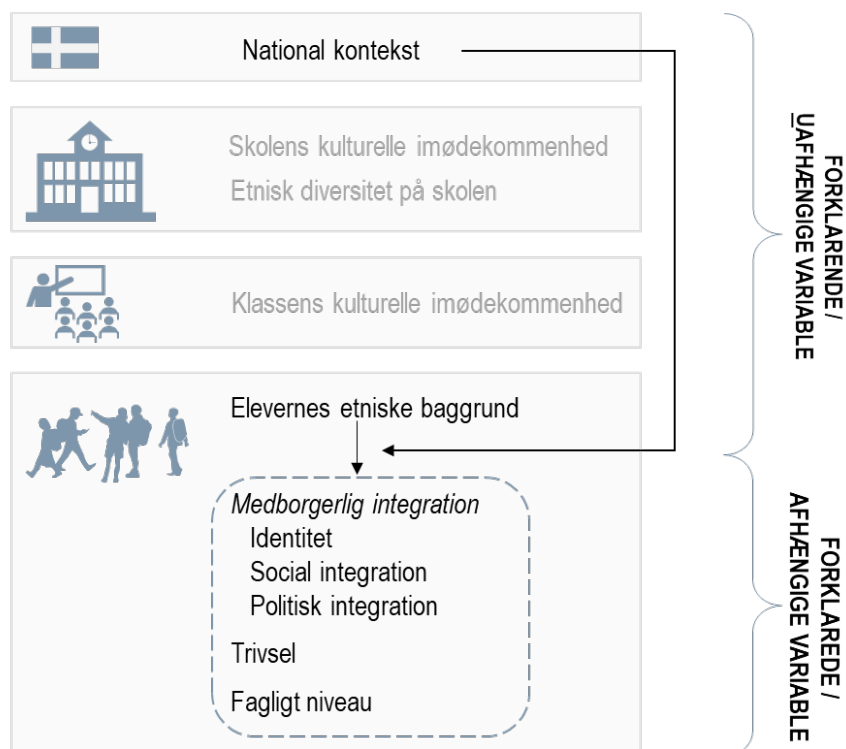 National kontekst
Skolens kulturelle imødekommenhed
Etnisk diversitet på skolen
Klassens kulturelle imødekommenhed
Elevernes etniske baggrund
Medborgerlig integration
Identitet
Social integration
Politisk integration
Trivsel
Fagligt niveau
FORKLARENDE /
UAFHÆNGIGE VARIABLE
FORKLAREDE /
AFHÆNGIGE VARIABLE